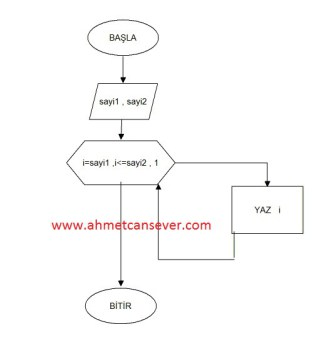 BAŞLA
sayi1 , sayi2
i=sayi1 ,i<=sayi2 , 1
YAZ i
www.ahmetcansever.com
BİTİR